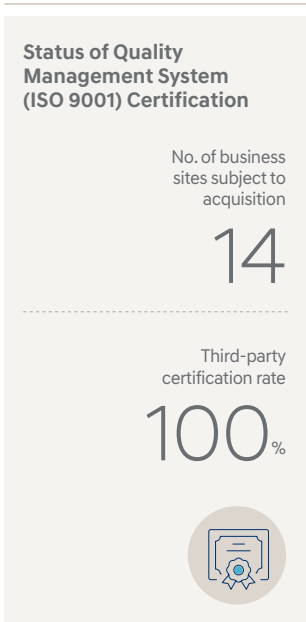 Status of Quality
Management System
(ISO 9001) Certification
No. of business
sites subject to
acquisition
14
Third-party
certification rate
100%